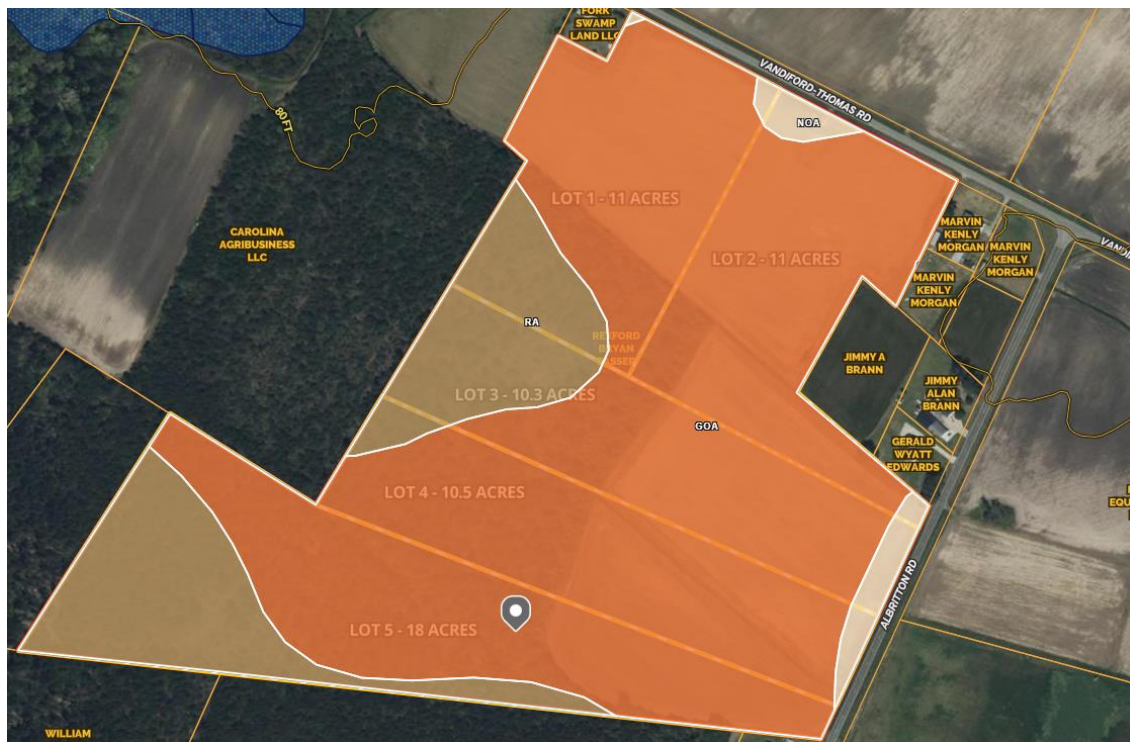 FORK
SWAMP
LAND LLC
VANDIFORD-THOMAS RD
80 FT
NOA
LOT 1 - 11 ACRES
MARVIN
KENLY
MORGAN
MARVIN
KENLY
MORGAN
CAROLINA
AGRIBUSINESS
LLC
LOT 2 - 11 ACRES
MARVIN
KENLY
MORGAN
RA
BRYAN
JIMMY A
BRANN
JIMMY
ALAN
BRANN
LOT 3 - 10.3 ACRES
GOA
GERALD
WYATT
EDWARDS
LOT 4 - 10.5 ACRES
ALBRITTON RD
LOT 5 - 18 ACRES
WILLIAM